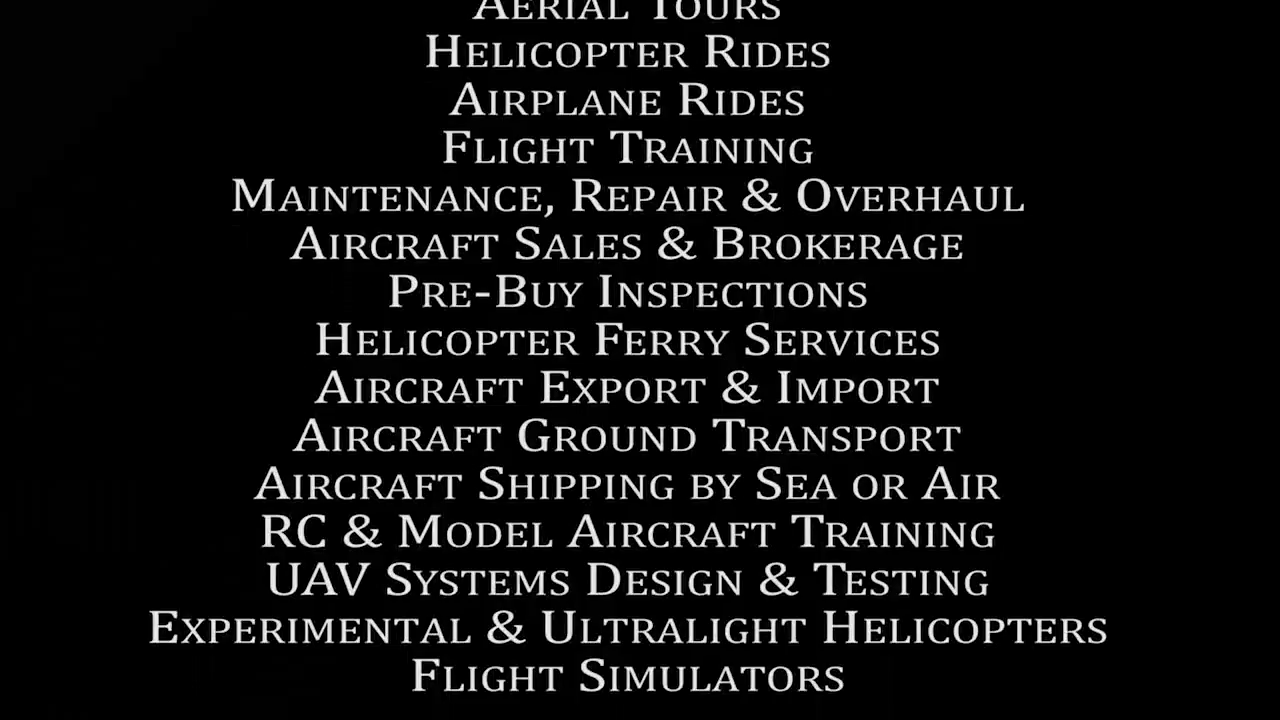 Aerial Tours
Helicopter Rides
Airplane Rides
Flight Training
Maintenance, Repair & Overhaul
Aircraft Sales & Brokerage
Pre-Buy Inspections
Helicopter Ferry Services
Aircraft Export & Import
Aircraft Ground Transport
Aircraft Shipping by Sea or Air
RC & Model Aircraft Training
UAV Systems Design & Testing
Experimental & Ultralight Helicopters
Flight Simulators